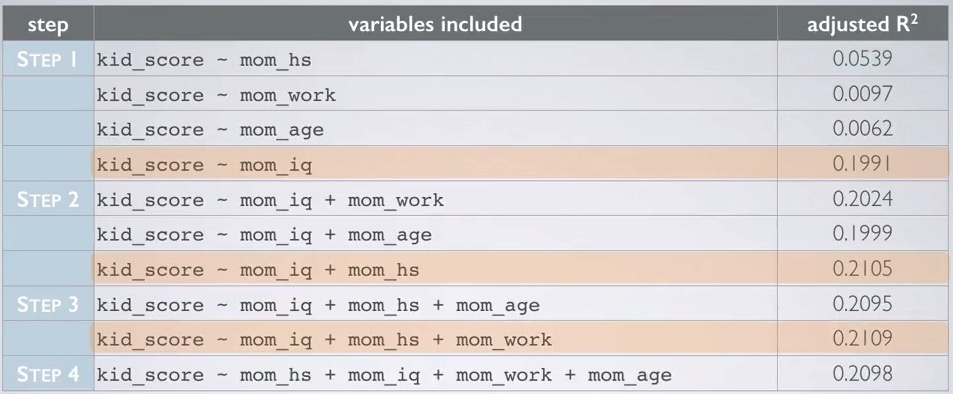 step variables included adjusted R²
STEP 1 kid_score ~ mom_hs 0.0539
kid_score ~ mom_work 0.0097
kid_score ~ mom_age 0.0062
kid_score ~ mom_iq 0.1991
STEP 2 kid_score ~ mom_iq + mom_work 0.2024
kid_score ~ mom_iq + mom_age 0.1999
kid_score ~ mom_iq + mom_hs 0.2105
STEP 3 kid_score ~ mom_iq + mom_hs + mom_age 0.2095
kid_score ~ mom_iq + mom_hs + mom_work 0.2109
STEP 4 kid_score ~ mom_hs + mom_iq + mom_work + mom_age 0.2098